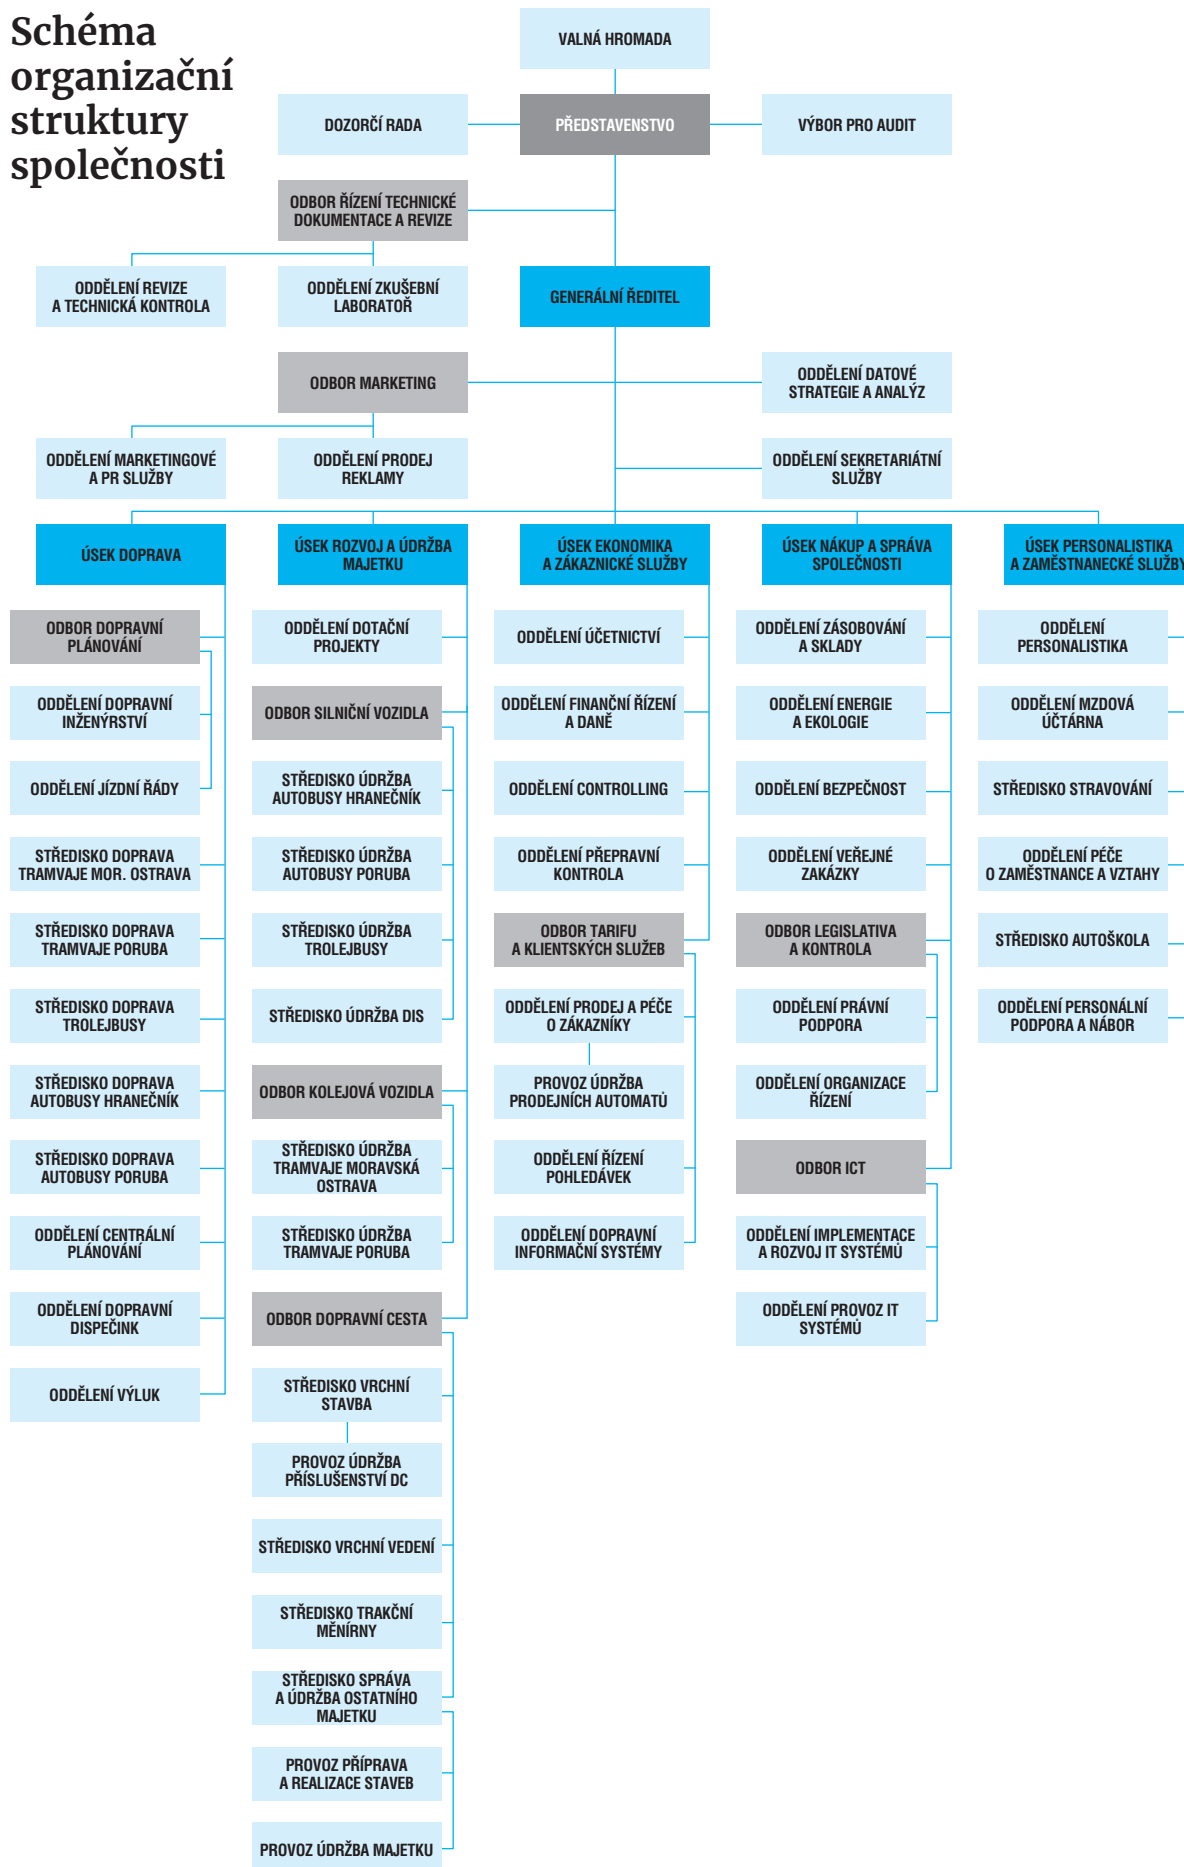 Schéma
organizační
struktury
společnosti
VALNÁ HROMADA
DOZORČÍ RADA
PŘEDSTAVENSTVO
VÝBOR PRO AUDIT
ODBOR ŘÍZENÍ TECHNICKÉ
DOKUMENTACE A REVIZE
ODDĚLENÍ REVIZE
A TECHNICKÁ KONTROLA
ODDĚLENÍ ZKUŠEBNÍ
LABORATOŘ
GENERÁLNÍ ŘEDITEL
ODBOR MARKETING
ODDĚLENÍ DATOVÉ
STRATEGIE A ANALÝZ
ODDĚLENÍ MARKETINGOVÉ
A PR SLUŽBY
ODDĚLENÍ PRODEJ
REKLAMY
ODDĚLENÍ SEKRETARIÁTNÍ
SLUŽBY
ÚSEK DOPRAVA
ODBOR DOPRAVNÍ
PLÁNOVÁNÍ
ODDĚLENÍ DOPRAVNÍ
INŽENÝRSTVÍ
ODDĚLENÍ JÍZDNÍ ŘÁDY
STŘEDISKO DOPRAVA
TRAMVAJE MOR. OSTRAVA
STŘEDISKO DOPRAVA
TRAMVAJE PORUBA
STŘEDISKO DOPRAVA
TROLEJBUSY
STŘEDISKO DOPRAVA
AUTOBUSY HRANEČNÍK
STŘEDISKO DOPRAVA
AUTOBUSY PORUBA
ODDĚLENÍ CENTRÁLNÍ
PLÁNOVÁNÍ
ODDĚLENÍ DOPRAVNÍ
DISPEČINK
ODDĚLENÍ VÝLUK
ÚSEK ROZVOJ A ÚDRŽBA
MAJETKU
ODDĚLENÍ DOTAČNÍ
PROJEKTY
ODBOR SILNIČNÍ VOZIDLA
STŘEDISKO ÚDRŽBA
AUTOBUSY HRANEČNÍK
STŘEDISKO ÚDRŽBA
AUTOBUSY PORUBA
STŘEDISKO ÚDRŽBA
TROLEJBUSY
STŘEDISKO ÚDRŽBA DIS
ODBOR KOLEJOVÁ VOZIDLA
STŘEDISKO ÚDRŽBA
TRAMVAJE MORAVSKÁ
OSTRAVA
STŘEDISKO ÚDRŽBA
TRAMVAJE PORUBA
ODBOR DOPRAVNÍ CESTA
STŘEDISKO VRCHNÍ
STAVBA
PROVOZ ÚDRŽBA
PŘÍSLUŠENSTVÍ DC
STŘEDISKO VRCHNÍ VEDENÍ
STŘEDISKO TRAKČNÍ
MĚNÍRNY
STŘEDISKO SPRÁVA
A ÚDRŽBA OSTATNÍHO
MAJETKU
PROVOZ PŘÍPRAVA
A REALIZACE STAVEB
PROVOZ ÚDRŽBA MAJETKU
ÚSEK EKONOMIKA
A ZÁKAZNICKÉ SLUŽBY
ODDĚLENÍ ÚČETNICTVÍ
ODDĚLENÍ FINANČNÍ ŘÍZENÍ
A DANĚ
ODDĚLENÍ CONTROLLING
ODDĚLENÍ PŘEPRAVNÍ
KONTROLA
ODBOR TARIFU
A KLIENTSKÝCH SLUŽEB
ODDĚLENÍ PRODEJ A PÉČE
O ZÁKAZNÍKY
PROVOZ ÚDRŽBA
PRODEJNÍCH AUTOMATŮ
ODDĚLENÍ ŘÍZENÍ
POHLEDÁVEK
ODDĚLENÍ DOPRAVNÍ
INFORMAČNÍ SYSTÉMY
ÚSEK NÁKUP A SPRÁVA
SPOLEČNOSTI
ODDĚLENÍ ZÁSOBOVÁNÍ
A SKLADY
ODDĚLENÍ ENERGIE
A EKOLOGIE
ODDĚLENÍ BEZPEČNOST
ODDĚLENÍ VEŘEJNÉ
ZAKÁZKY
ODBOR LEGISLATIVA
A KONTROLA
ODDĚLENÍ PRÁVNÍ
PODPORA
ODDĚLENÍ ORGANIZACE
ŘÍZENÍ
ODBOR ICT
ODDĚLENÍ IMPLEMENTACE
A ROZVOJ IT SYSTÉMŮ
ODDĚLENÍ PROVOZ IT
SYSTÉMŮ
ÚSEK PERSONALISTIKA
A ZAMĚSTNANECKÉ SLUŽBY
ODDĚLENÍ
PERSONALISTIKA
ODDĚLENÍ MZDOVÁ
ÚČTÁRNA
STŘEDISKO STRAVOVÁNÍ
ODDĚLENÍ PÉČE
O ZAMĚSTNANCE A VZTAHY
STŘEDISKO AUTOŠKOLA
ODDĚLENÍ PERSONÁLNÍ
PODPORA A NÁBOR